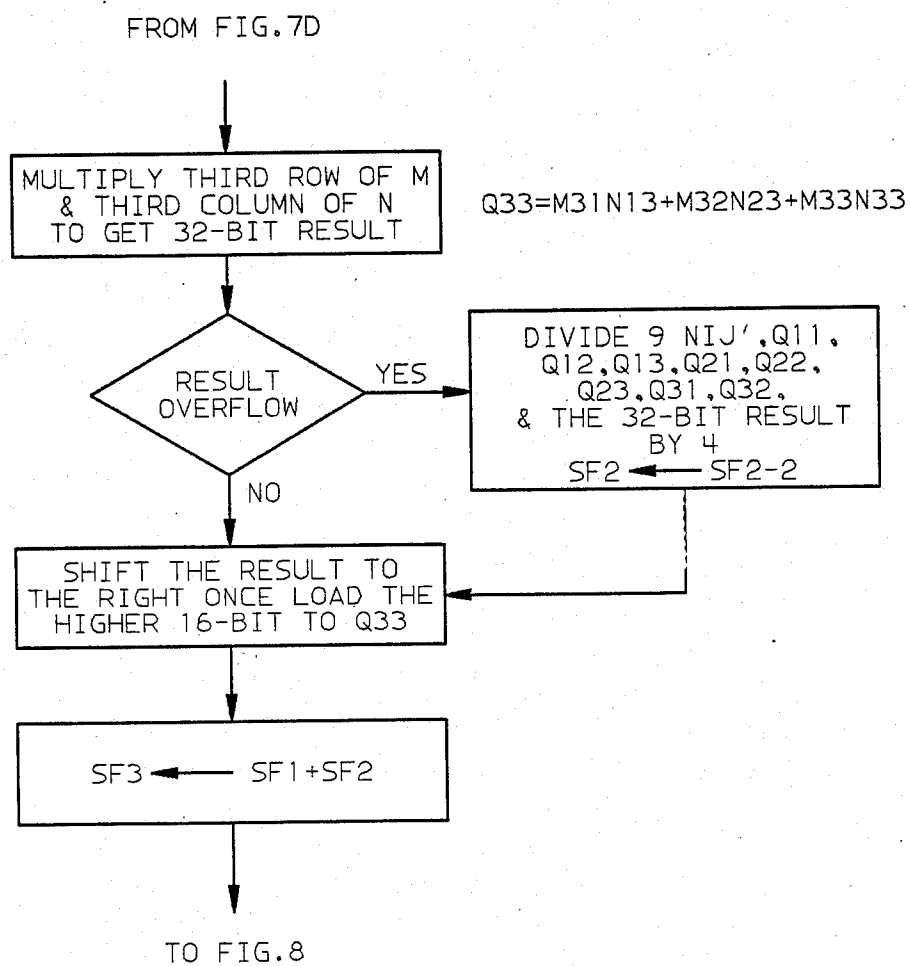 FROM FIG.7D
MULTIPLY THIRD ROW OF M
& THIRD COLUMN OF N
TO GET 32-BIT RESULT
Q33=M31N13+M32N23+M33N33
RESULT
OVERFLOW
YES
DIVIDE 9 NIJ',Q11,
Q12,Q13,Q21,Q22,
Q23,Q31,Q32,
& THE 32-BIT RESULT
BY 4
SF2 ← SF2-2
NO
SHIFT THE RESULT TO
THE RIGHT ONCE LOAD THE
HIGHER 16-BIT TO Q33
SF3 ← SF1+SF2
TO FIG.8